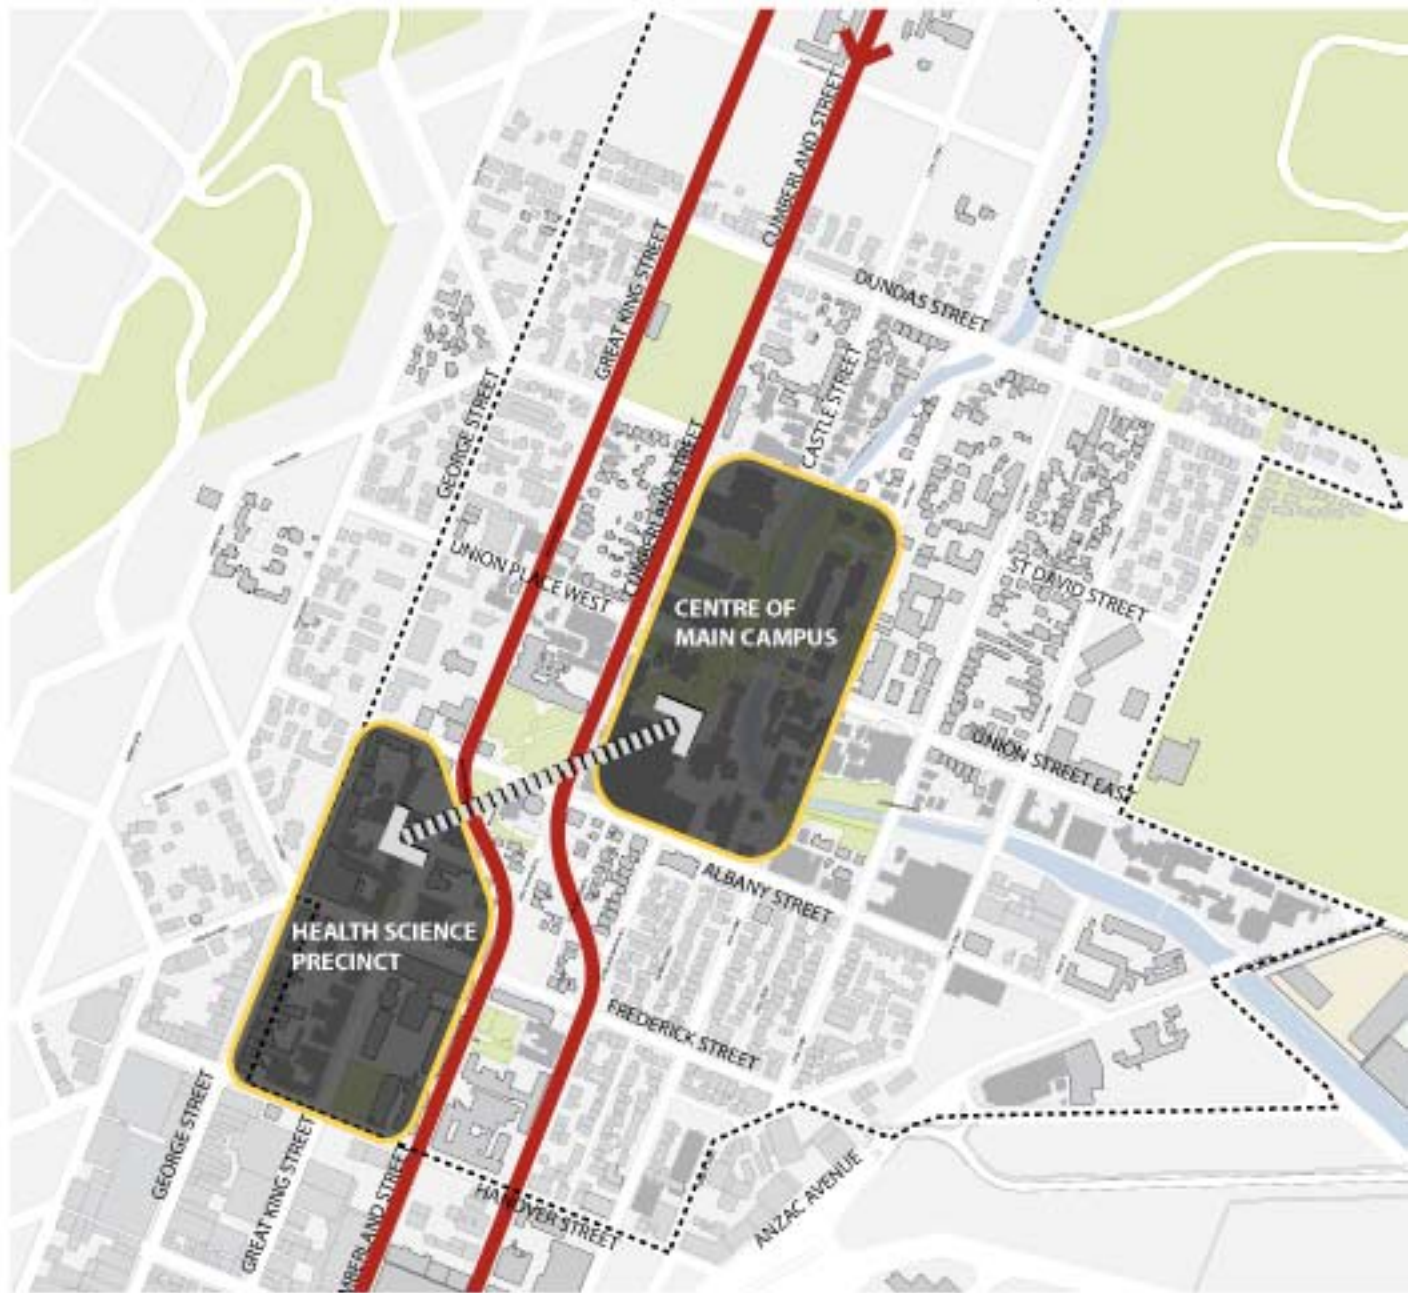 CUMBERLAND STREET
GREAT KING STREET
DUNDAS STREET
CASTLE STREET
GEORGE STREET
CUMBERLAND STREET
UNION PLACE WEST
ST DAVID STREET
CENTRE OF
MAIN CAMPUS
UNION STREET EAST
ALBANY STREET
HEALTH SCIENCE
PRECINCT
FREDERICK STREET
GEORGE STREET
GREAT KING STREET
MBERLAND STREET
HANOVER STREET
ANZAC AVENUE